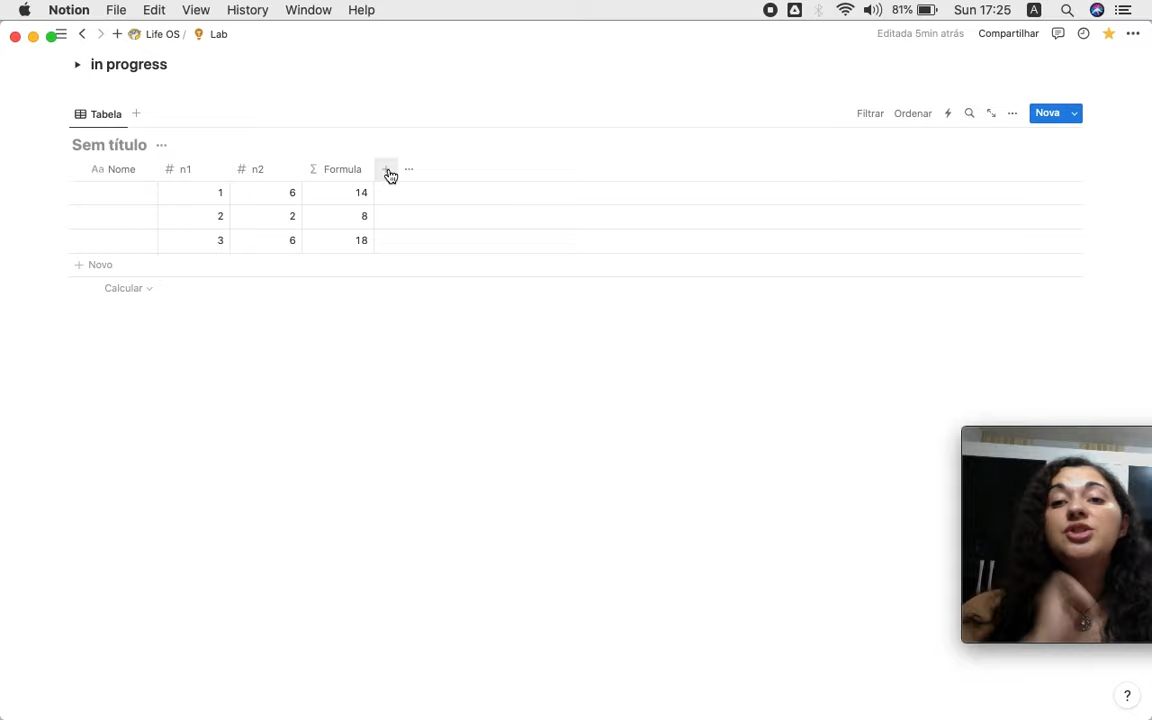 Notion File Edit View History Window Help 81% Sun 17:25 A
Life OS / Lab Editada 5min atrás Compartilhar
in progress
Tabela Filtrar Ordenar Nova
Sem título
Aa Nome # n1 # n2 Σ Formula
1 6 14
2 2 8
3 6 18
+ Novo
Calcular
?